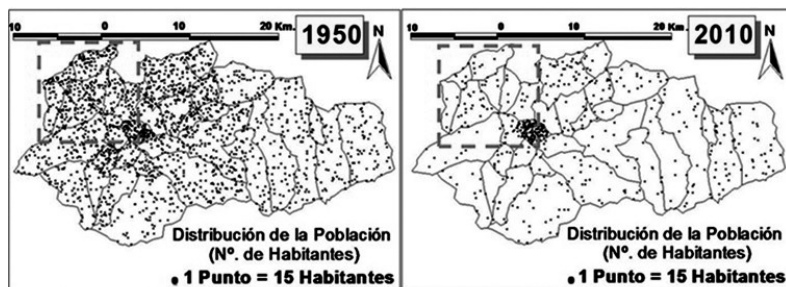 10 0 10 20 Km.
1950
N
Distribución de la Población
(Nº. de Habitantes)
1 Punto = 15 Habitantes
10 0 10 20 Km.
2010
N
Distribución de la Población
(Nº. de Habitantes)
1 Punto = 15 Habitantes